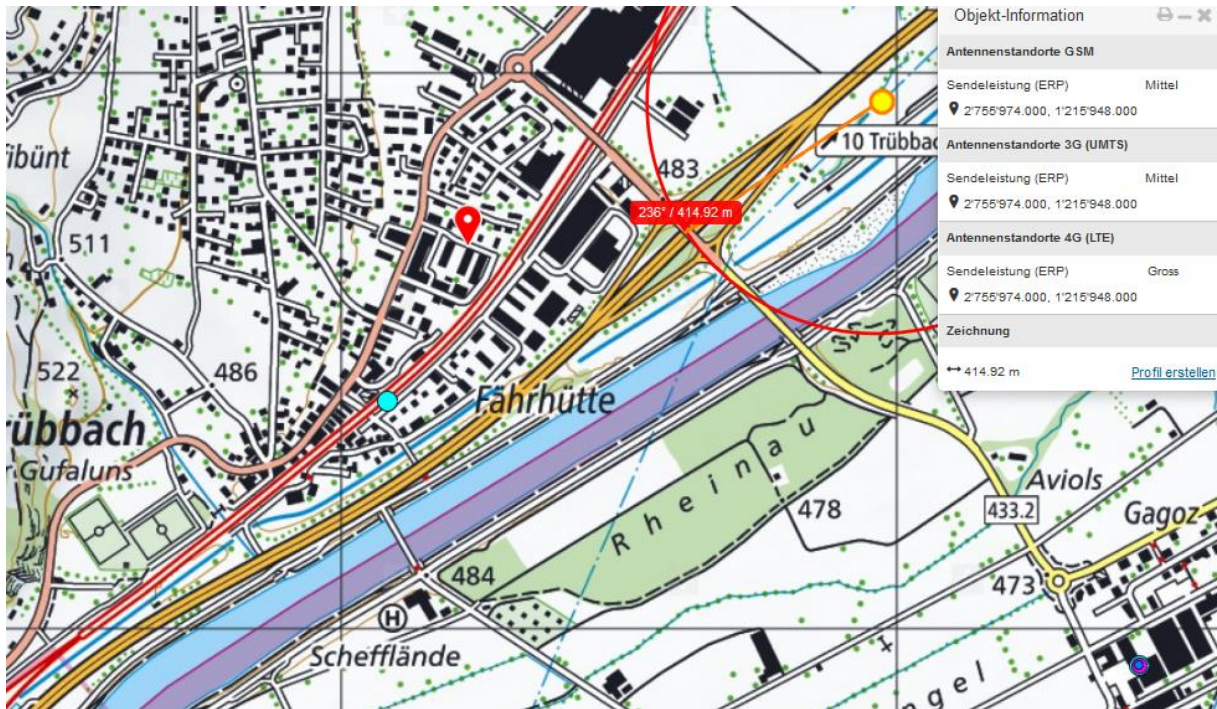 Objekt-Information
Antennenstandorte GSM
Sendeleistung (ERP) Mittel
2'755'974.000, 1'215'948.000
Antennenstandorte 3G (UMTS)
Sendeleistung (ERP) Mittel
2'755'974.000, 1'215'948.000
Antennenstandorte 4G (LTE)
Sendeleistung (ERP) Gross
2'755'974.000, 1'215'948.000
Zeichnung
414.92 m Profil erstellen
10 Trübbac
ibünt
483
236° / 414.92 m
511
522
486
Fährhütte
übbach
Gufaluns
Rheinau
Aviols
478
433.2
Gagoz
484
473
H
Schefflände
ngel